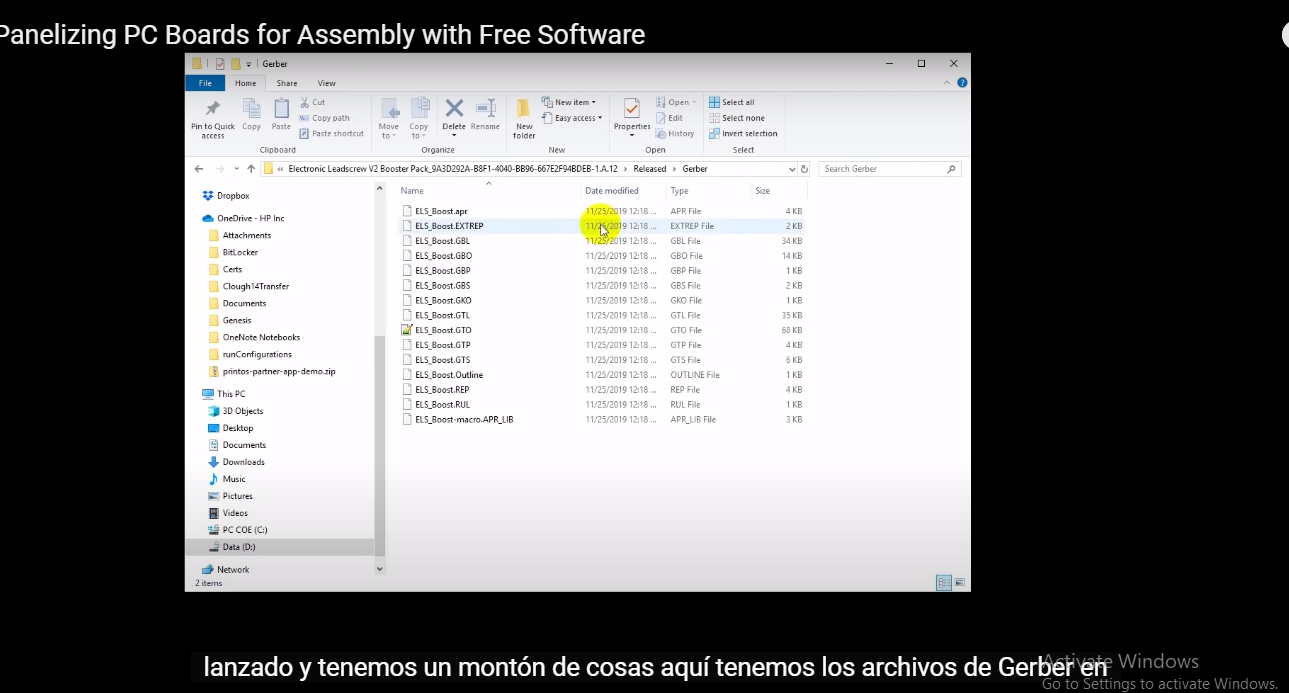 Panelizing PC Boards for Assembly with Free Software
Gerber
File Home Share View
Pin to Quick access
Copy
Paste
Cut
Copy path
Paste shortcut
Clipboard
Move to
Copy to
Delete
Rename
Organize
New folder
New item
Easy access
New
Properties
Open
Edit
History
Open
Select all
Select none
Invert selection
Select
« Electronic Leadscrew V2 Booster Pack_9A3D292A-B8F1-4040-BB96-667E2F94BDEB-1.A.12 › Released › Gerber
Search Gerber
Dropbox
OneDrive - HP Inc
Attachments
BitLocker
Certs
Clough14Transfer
Documents
Genesis
OneNote Notebooks
runConfigurations
printos-partner-app-demo.zip
This PC
3D Objects
Desktop
Documents
Downloads
Music
Pictures
Videos
PC COE (C:)
Data (D:)
Network
Name Date modified Type Size
ELS_Boost.apr 11/25/2019 12:18 ... APR File 4 KB
ELS_Boost.EXTREP 11/25/2019 12:18 ... EXTREP File 2 KB
ELS_Boost.GBL 11/25/2019 12:18 ... GBL File 34 KB
ELS_Boost.GBO 11/25/2019 12:18 ... GBO File 14 KB
ELS_Boost.GBP 11/25/2019 12:18 ... GBP File 1 KB
ELS_Boost.GBS 11/25/2019 12:18 ... GBS File 2 KB
ELS_Boost.GKO 11/25/2019 12:18 ... GKO File 1 KB
ELS_Boost.GTL 11/25/2019 12:18 ... GTL File 35 KB
ELS_Boost.GTO 11/25/2019 12:18 ... GTO File 68 KB
ELS_Boost.GTP 11/25/2019 12:18 ... GTP File 4 KB
ELS_Boost.GTS 11/25/2019 12:18 ... GTS File 6 KB
ELS_Boost.Outline 11/25/2019 12:18 ... OUTLINE File 1 KB
ELS_Boost.REP 11/25/2019 12:18 ... REP File 4 KB
ELS_Boost.RUL 11/25/2019 12:18 ... RUL File 1 KB
ELS_Boost-macro.APR_LIB 11/25/2019 12:18 ... APR_LIB File 3 KB
2 items
lanzado y tenemos un montón de cosas aquí tenemos los archivos de Gerber en
Activate Windows
Go to Settings to activate Windows.